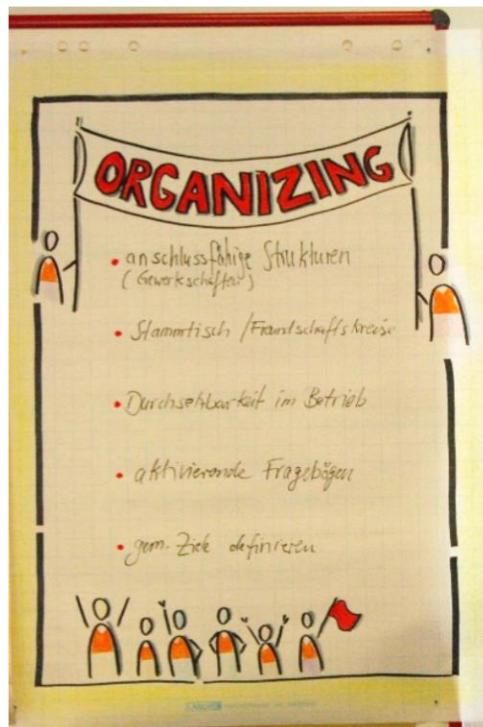 ORGANIZING
• anschlussfähige Strukturen
(Gewerkschaften)
• Stammtisch / Freundschaftskreise
• Durchsetzbarkeit im Betrieb
• aktivierende Fragebögen
• gem. Ziele definieren